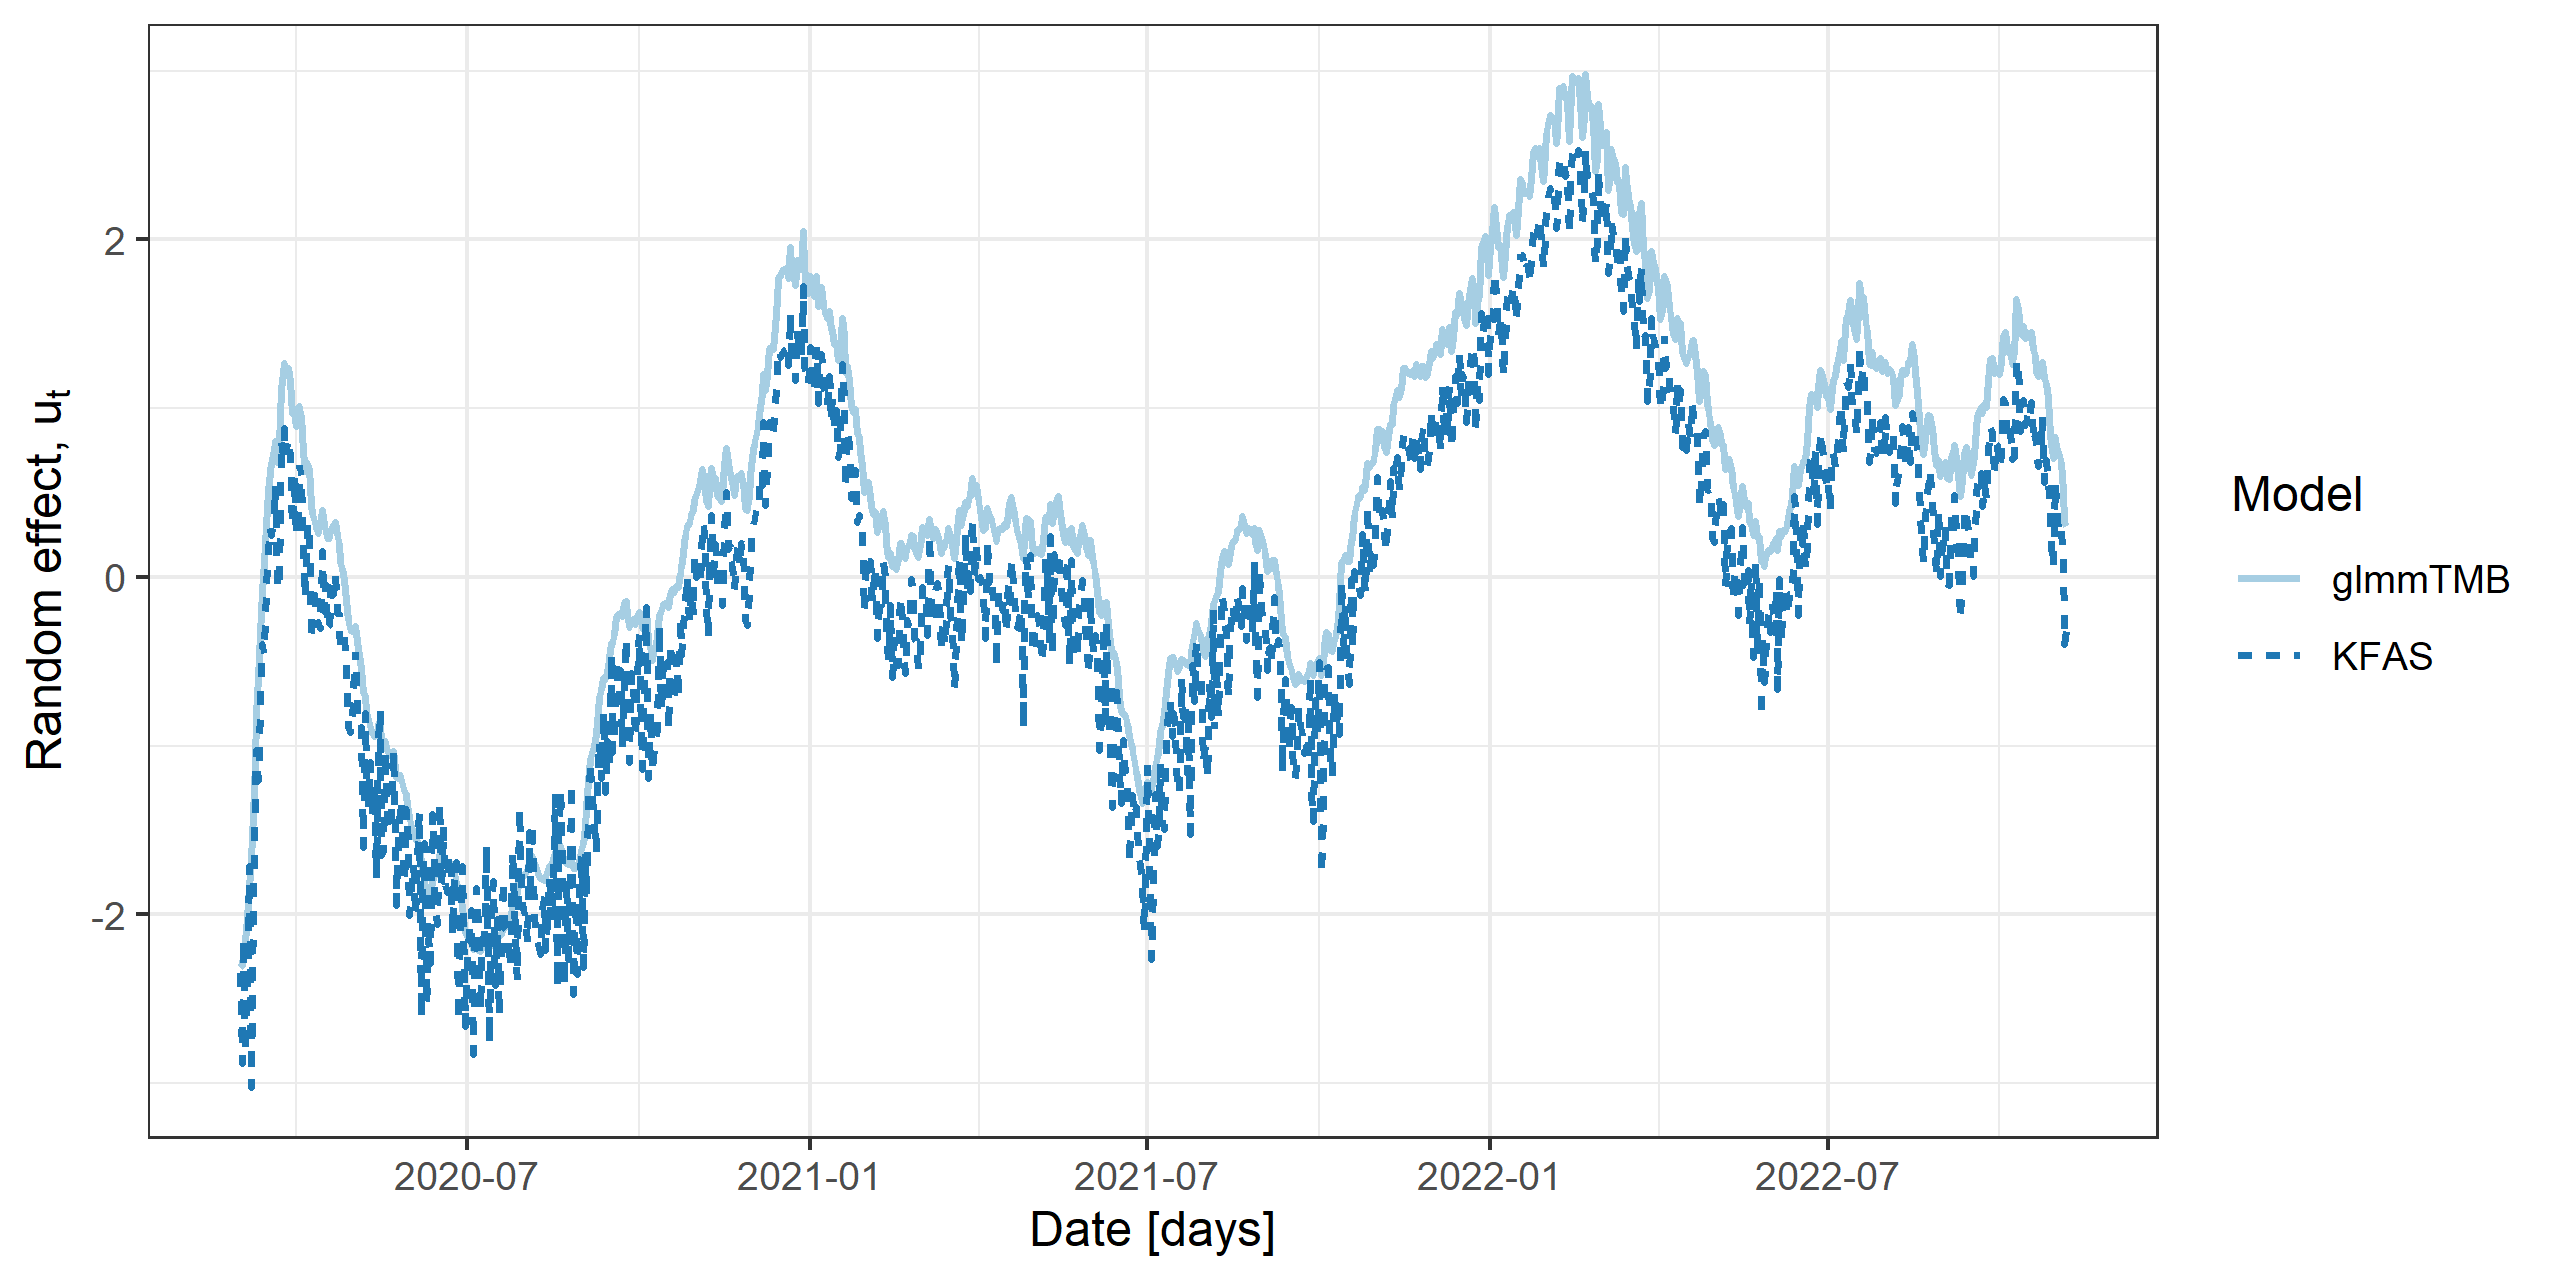 Random effect, uₜ
2
0
-2
2020-07
2021-01
2021-07
2022-01
2022-07
Date [days]
Model
glmmTMB
KFAS